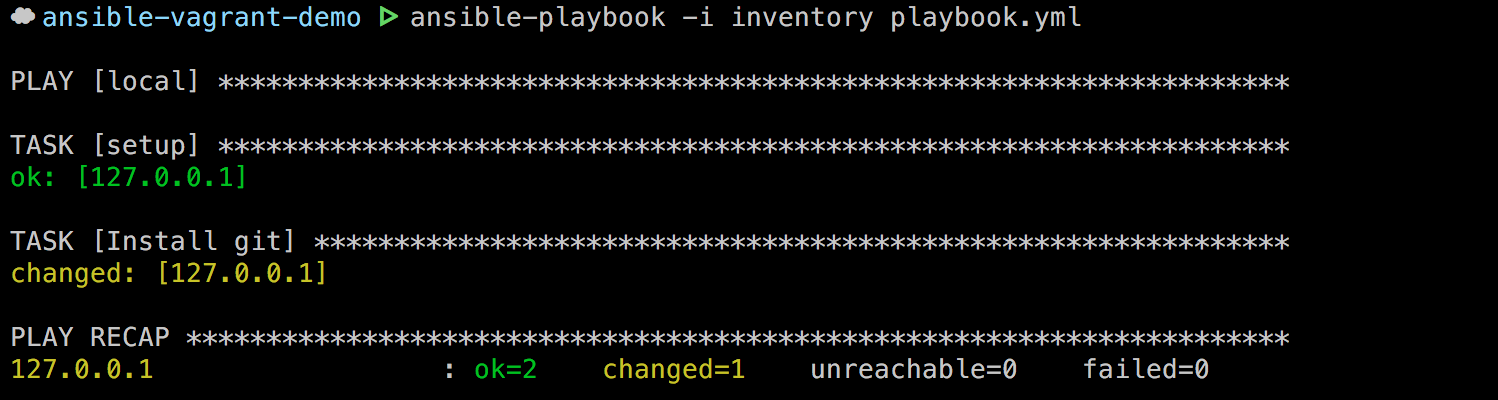 ansible-vagrant-demo ᐅ ansible-playbook -i inventory playbook.yml
PLAY [local] *******************************************************************
TASK [setup] *******************************************************************
ok: [127.0.0.1]
TASK [Install git] *************************************************************
changed: [127.0.0.1]
PLAY RECAP *********************************************************************
127.0.0.1                  : ok=2    changed=1    unreachable=0    failed=0